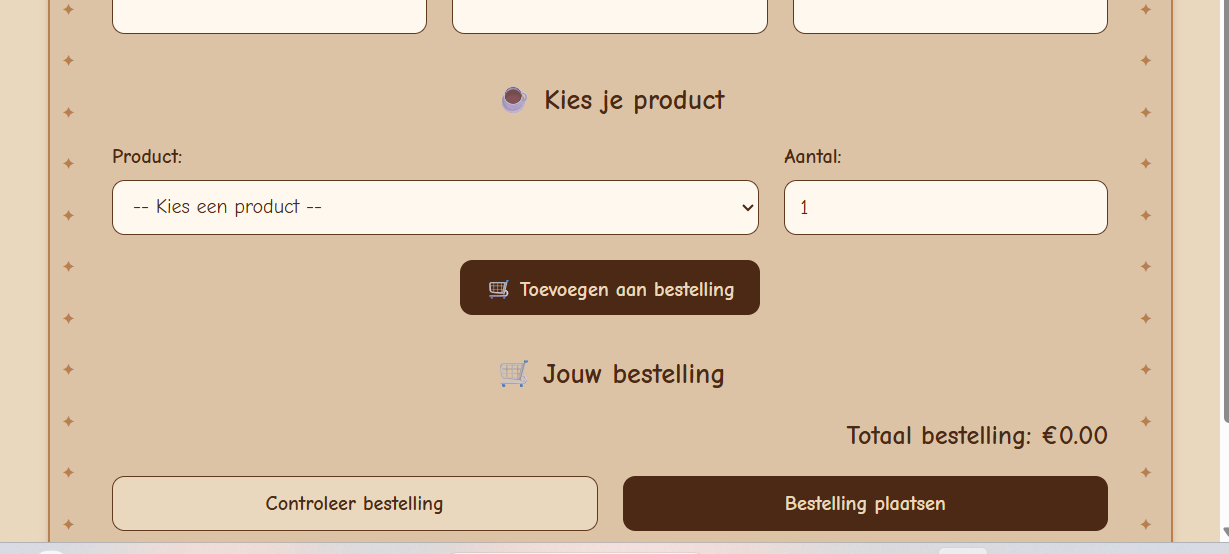 Kies je product
Product:
Aantal:
-- Kies een product --
1
Toevoegen aan bestelling
Jouw bestelling
Totaal bestelling: €0.00
Controleer bestelling
Bestelling plaatsen